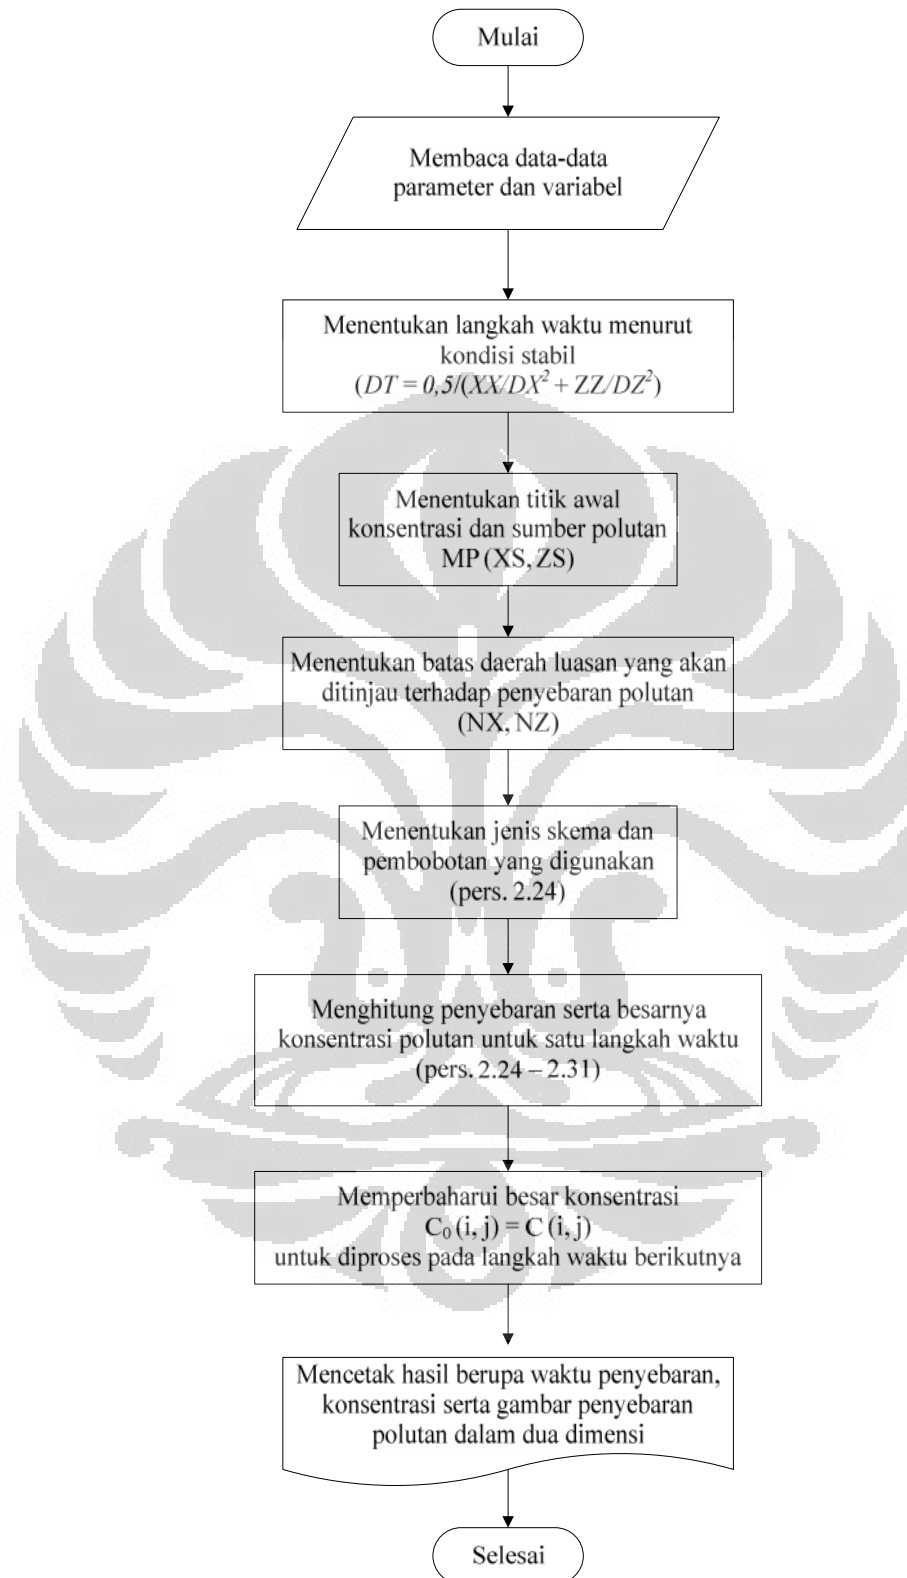 Mulai
Membaca data-data
parameter dan variabel
Menentukan langkah waktu menurut
kondisi stabil
(DT = 0,5/(XX/DX² + ZZ/DZ²)
Menentukan titik awal
konsentrasi dan sumber polutan
MP (XS, ZS)
Menentukan batas daerah luasan yang akan
ditinjau terhadap penyebaran polutan
(NX, NZ)
Menentukan jenis skema dan
pembobotan yang digunakan
(pers. 2.24)
Menghitung penyebaran serta besarnya
konsentrasi polutan untuk satu langkah waktu
(pers. 2.24 – 2.31)
Memperbaharui besar konsentrasi
C₀ (i, j) = C (i, j)
untuk diproses pada langkah waktu berikutnya
Mencetak hasil berupa waktu penyebaran,
konsentrasi serta gambar penyebaran
polutan dalam dua dimensi
Selesai